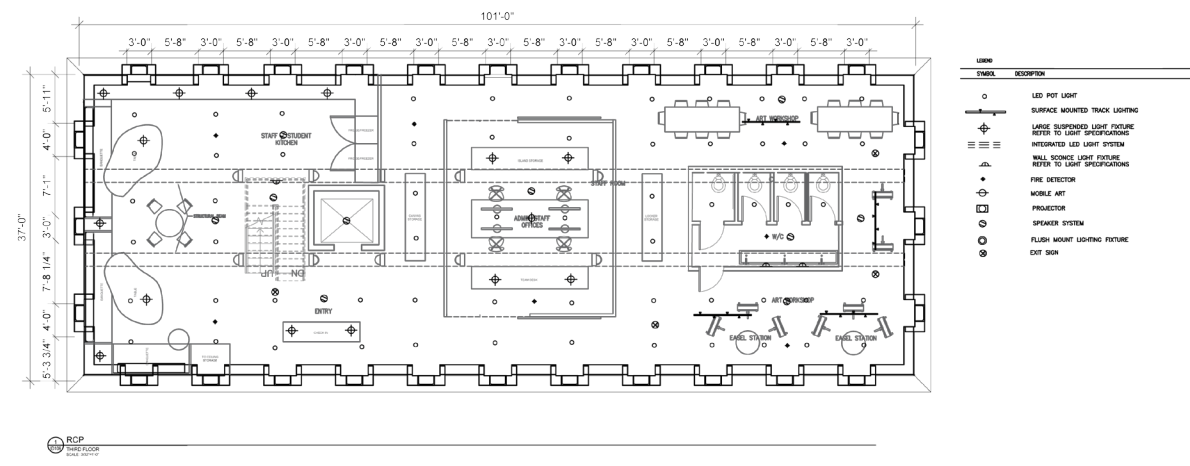 101'-0"
3'-0" 5'-8" 3'-0" 5'-8" 3'-0" 5'-8" 3'-0" 5'-8" 3'-0" 5'-8" 3'-0" 5'-8" 3'-0" 5'-8" 3'-0" 5'-8" 3'-0" 5'-8" 3'-0" 5'-8" 3'-0"
37'-0"
5'-11"
4'-0"
7'-1"
3'-0"
7'-8 1/4"
4'-0"
5'-3 3/4"
STAFF STUDENT
KITCHEN
ART WORKSHOP
STAFF ROOM
ADMIN STAFF
OFFICES
W/C
UP
DN
ENTRY
ART WORKSHOP
EASEL STATION
EASEL STATION
LEGEND
SYMBOL DESCRIPTION
LED POT LIGHT
SURFACE MOUNTED TRACK LIGHTING
LARGE SUSPENDED LIGHT FIXTURE
REFER TO LIGHT SPECIFICATIONS
INTEGRATED LED LIGHT SYSTEM
WALL SCONCE LIGHT FIXTURE
REFER TO LIGHT SPECIFICATIONS
FIRE DETECTOR
MOBILE ART
PROJECTOR
SPEAKER SYSTEM
FLUSH MOUNT LIGHTING FIXTURE
EXIT SIGN
1
RCP
THIRD FLOOR